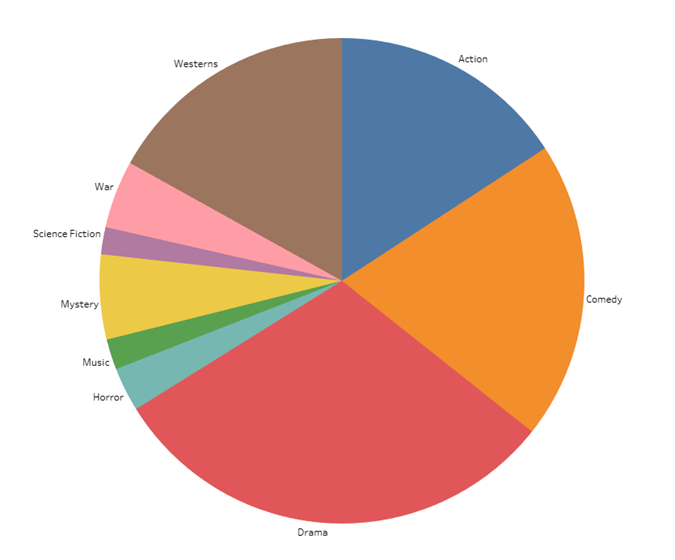 Westerns
Action
War
Science Fiction
Mystery
Comedy
Music
Horror
Drama